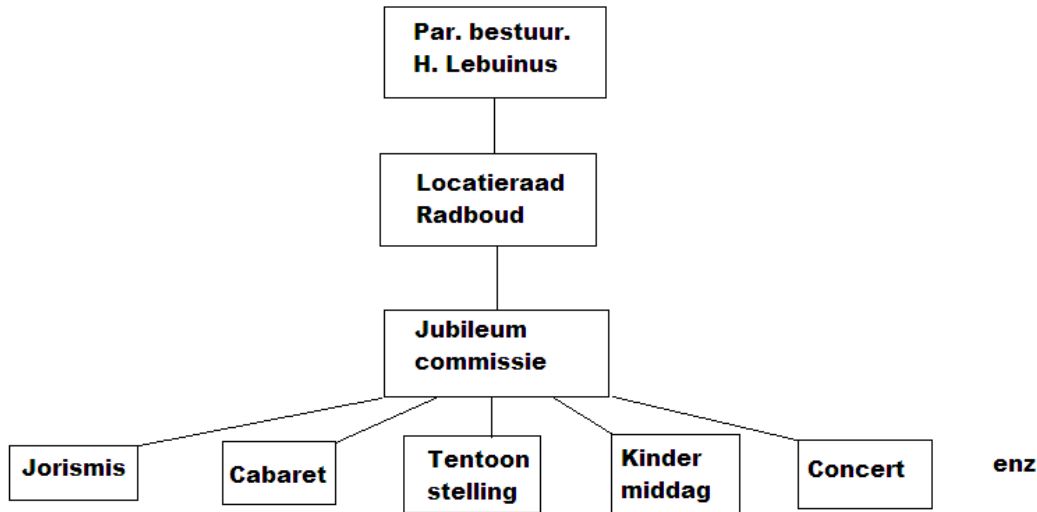 Par. bestuur.
H. Lebuinus
Locatieraad
Radboud
Jubileum
commissie
Jorismis
Cabaret
Tentoon
stelling
Kinder
middag
Concert
enz